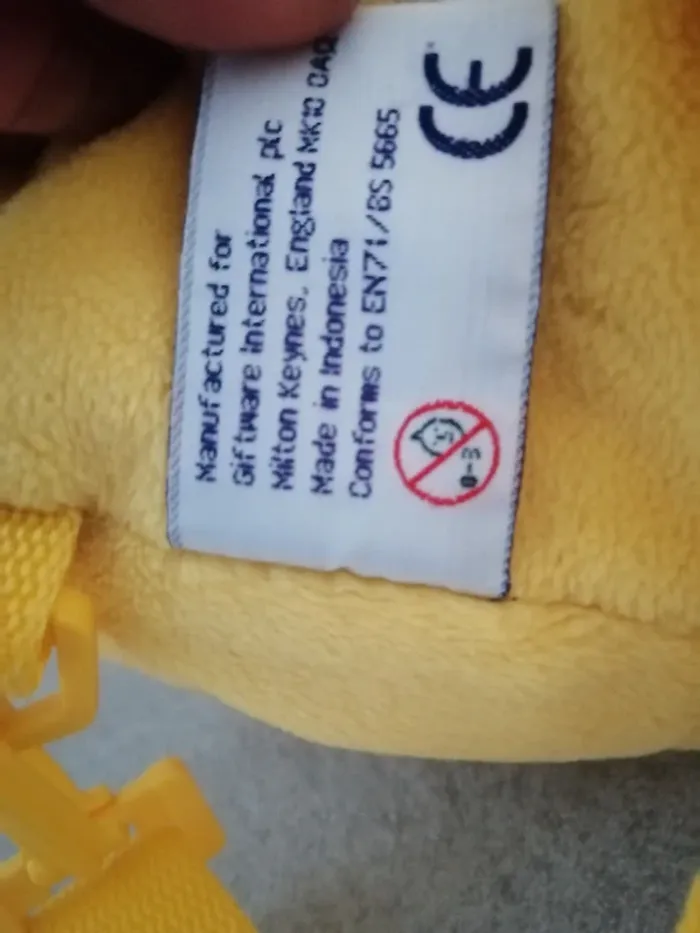 Manufactured for
Giftware International plc
Milton Keynes, England MK10
Made in Indonesia
Conforms to EN71/BS 5665
CE
0-3